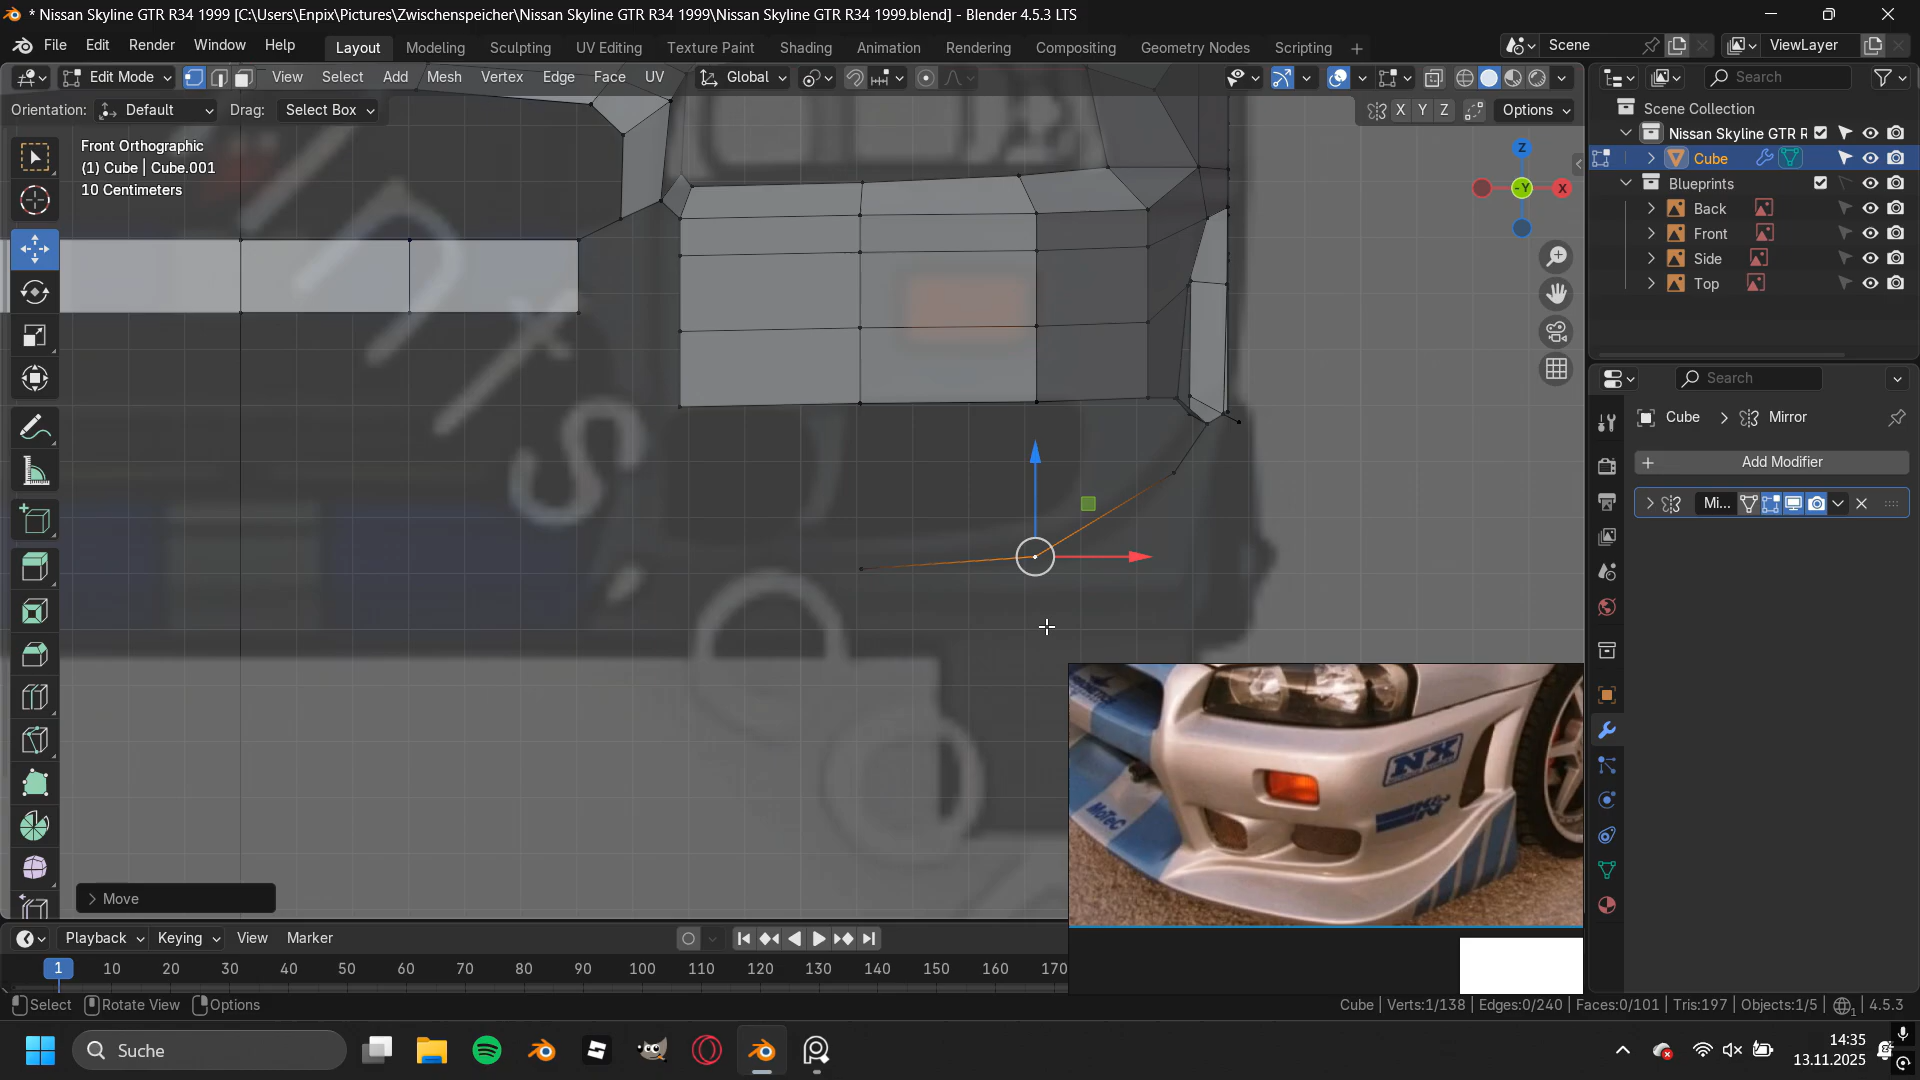 * Nissan Skyline GTR R34 1999 [C:\Users\Enpix\Pictures\Zwischenspeicher\Nissan Skyline GTR R34 1999\Nissan Skyline GTR R34 1999.blend] - Blender 4.5.3 LTS
File Edit Render Window Help Layout Modeling Sculpting UV Editing Texture Paint Shading Animation Rendering Compositing Geometry Nodes Scripting Scene ViewLayer
Edit Mode View Select Add Mesh Vertex Edge Face UV Global Search
Orientation: Default Drag: Select Box X Y Z Options
Scene Collection
Nissan Skyline GTR R
Cube
Blueprints
Back
Front
Side
Top
Front Orthographic
(1) Cube | Cube.001
10 Centimeters
Z
-Y
X
Search
Cube Mirror
Add Modifier
Mi...
NX
MoTeC
K&N
Move
Playback Keying View Marker
1 10 20 30 40 50 60 70 80 90 100 110 120 130 140 150 160 170
Select Rotate View Options
Cube | Verts:1/138 | Edges:0/240 | Faces:0/101 | Tris:197 | Objects:1/5 | 4.5.3
Suche
14:35
13.11.2025